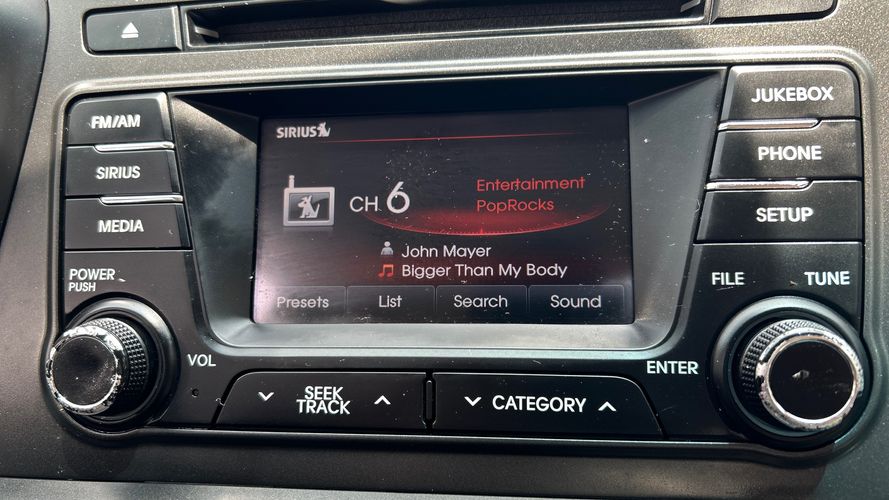 FM/AM
SIRIUS
MEDIA
POWER
PUSH
VOL
SIRIUS
CH 6
Entertainment
PopRocks
John Mayer
Bigger Than My Body
Presets List Search Sound
JUKEBOX
PHONE
SETUP
FILE TUNE
ENTER
SEEK
TRACK
CATEGORY